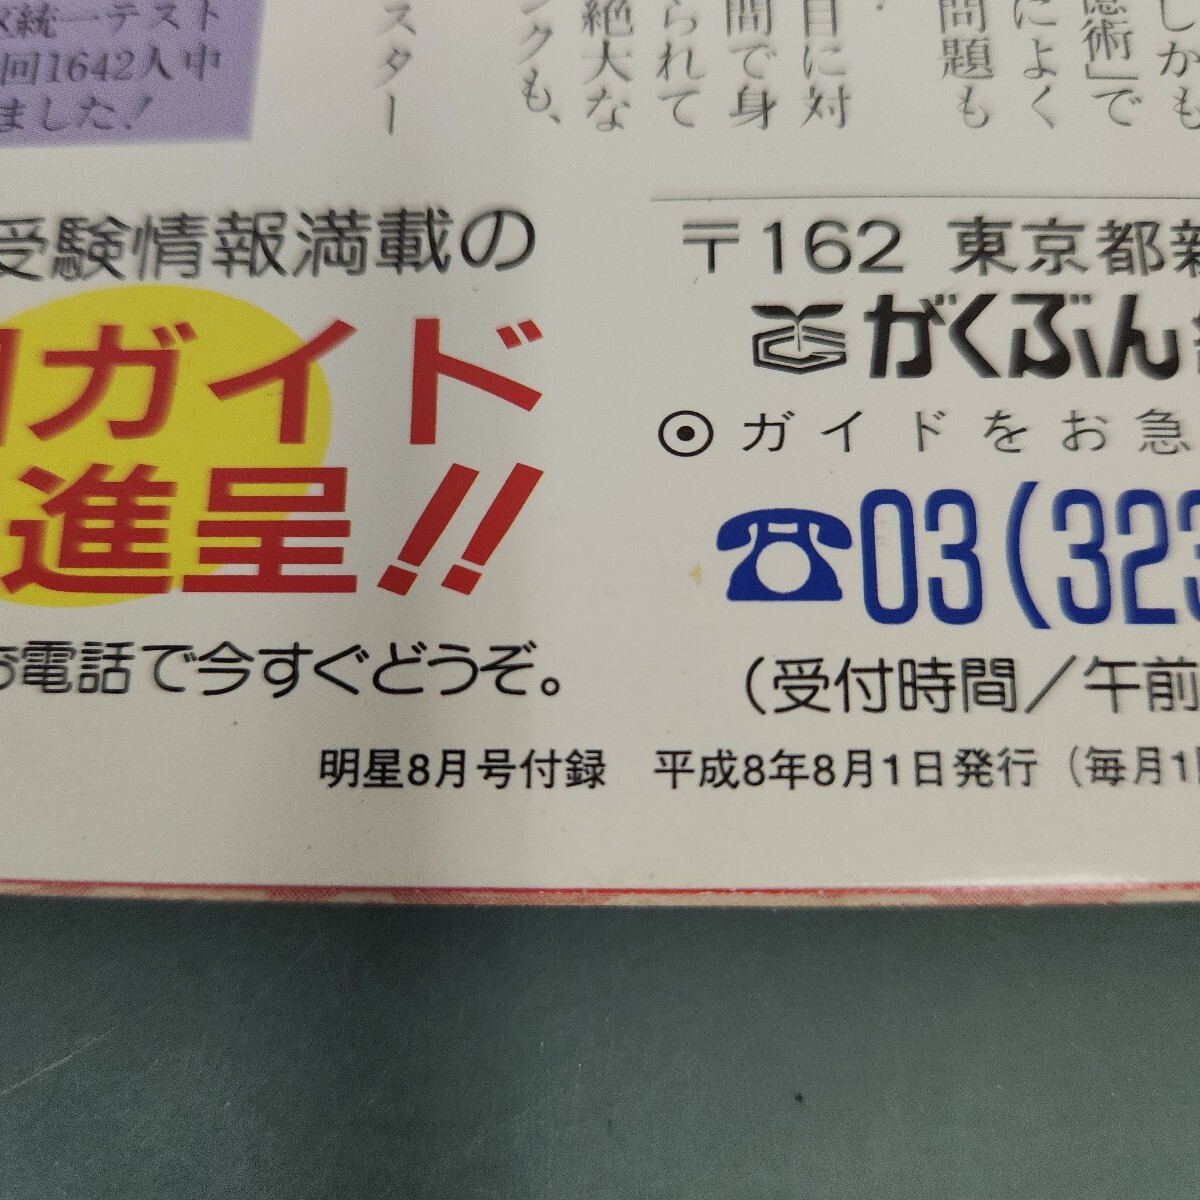 統一テスト
回1642人中
ました!
しかも
憶術」で
によく
問題も
目に対
間で身
られて
絶大な
ンクも、
スター
受験情報満載の
ガイド
進呈!!
お電話で今すぐどうぞ。
〒162 東京都新
がくぶん
⦿ガイドをお急
☎03(323
(受付時間/午前
明星8月号付録 平成8年8月1日発行(毎月1